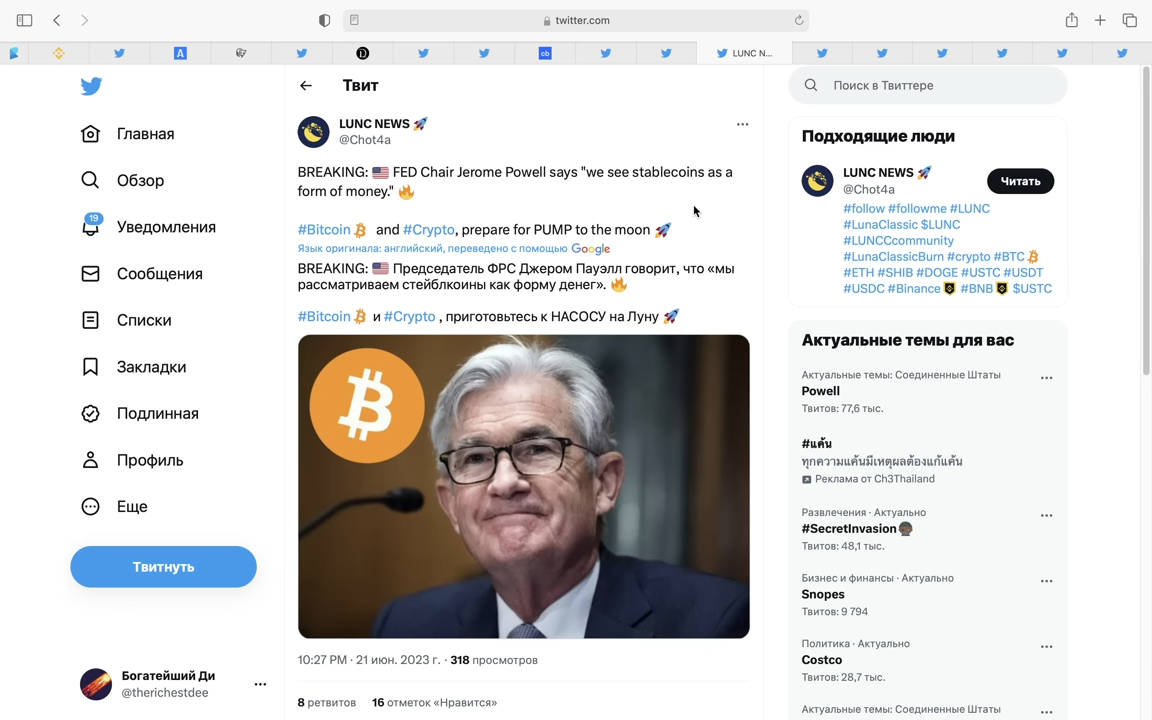 twitter.com
LUNC N...
Главная
Обзор
19
Уведомления
Сообщения
Списки
Закладки
Подлинная
Профиль
Еще
Твитнуть
Богатейший Ди
@therichestdee
Твит
LUNC NEWS 🚀
@Chot4a
BREAKING: 🇺🇸 FED Chair Jerome Powell says "we see stablecoins as a
form of money." 🔥
#Bitcoin and #Crypto, prepare for PUMP to the moon 🚀
Язык оригинала: английский, переведено с помощью Google
BREAKING: 🇺🇸 Председатель ФРС Джером Пауэлл говорит, что «мы
рассматриваем стейблкоины как форму денег». 🔥
#Bitcoin и #Crypto , приготовьтесь к НАСОСУ на Луну 🚀
10:27 PM · 21 июн. 2023 г. · 318 просмотров
8 ретвитов 16 отметок «Нравится»
Поиск в Твиттере
Подходящие люди
LUNC NEWS 🚀
@Chot4a
Читать
#follow #followme #LUNC
#LunaClassic $LUNC
#LUNCCcommunity
#LunaClassicBurn #crypto #BTC
#ETH #SHIB #DOGE #USTC #USDT
#USDC #Binance #BNB $USTC
Актуальные темы для вас
Актуальные темы: Соединенные Штаты
Powell
Твитов: 77,6 тыс.
#แค้น
ทุกความแค้นมีเหตุผลต้องแก้แค้น
Реклама от Ch3Thailand
Развлечения · Актуально
#SecretInvasion
Твитов: 48,1 тыс.
Бизнес и финансы · Актуально
Snopes
Твитов: 9 794
Политика · Актуально
Costco
Твитов: 28,7 тыс.
Актуальные темы: Соединенные Штаты